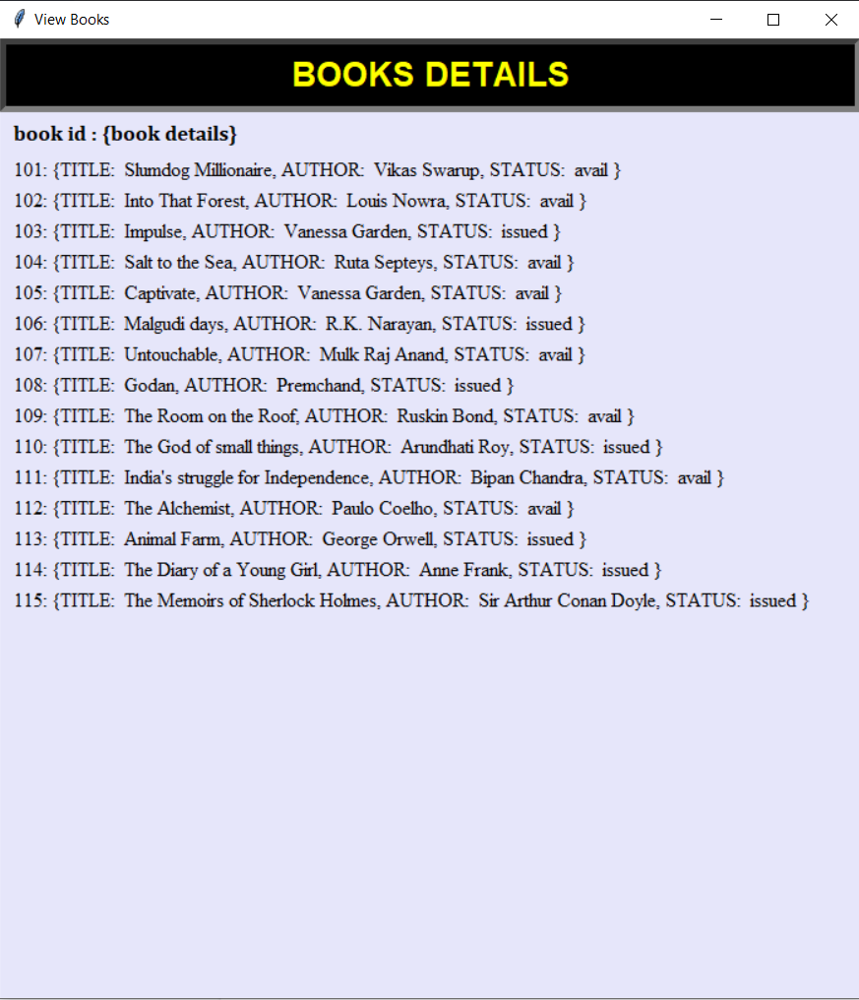 View Books
BOOKS DETAILS
book id : {book details}
101: {TITLE:  Slumdog Millionaire, AUTHOR:  Vikas Swarup, STATUS:  avail }
102: {TITLE:  Into That Forest, AUTHOR:  Louis Nowra, STATUS:  avail }
103: {TITLE:  Impulse, AUTHOR:  Vanessa Garden, STATUS:  issued }
104: {TITLE:  Salt to the Sea, AUTHOR:  Ruta Septeys, STATUS:  avail }
105: {TITLE:  Captivate, AUTHOR:  Vanessa Garden, STATUS:  avail }
106: {TITLE:  Malgudi days, AUTHOR:  R.K. Narayan, STATUS:  issued }
107: {TITLE:  Untouchable, AUTHOR:  Mulk Raj Anand, STATUS:  avail }
108: {TITLE:  Godan, AUTHOR:  Premchand, STATUS:  issued }
109: {TITLE:  The Room on the Roof, AUTHOR:  Ruskin Bond, STATUS:  avail }
110: {TITLE:  The God of small things, AUTHOR:  Arundhati Roy, STATUS:  issued }
111: {TITLE:  India's struggle for Independence, AUTHOR:  Bipan Chandra, STATUS:  avail }
112: {TITLE:  The Alchemist, AUTHOR:  Paulo Coelho, STATUS:  avail }
113: {TITLE:  Animal Farm, AUTHOR:  George Orwell, STATUS:  issued }
114: {TITLE:  The Diary of a Young Girl, AUTHOR:  Anne Frank, STATUS:  issued }
115: {TITLE:  The Memoirs of Sherlock Holmes, AUTHOR:  Sir Arthur Conan Doyle, STATUS:  issued }